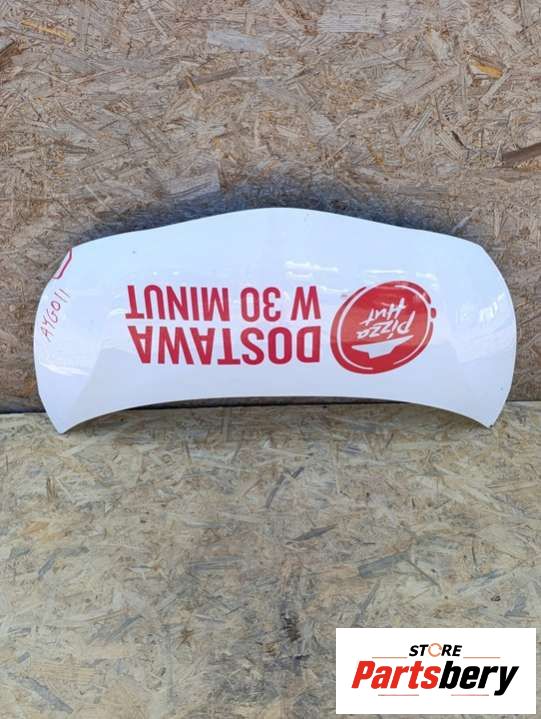 AYGO II
DOSTAWA
W 30 MINUT
Pizza
Hut
STORE
Partsbery